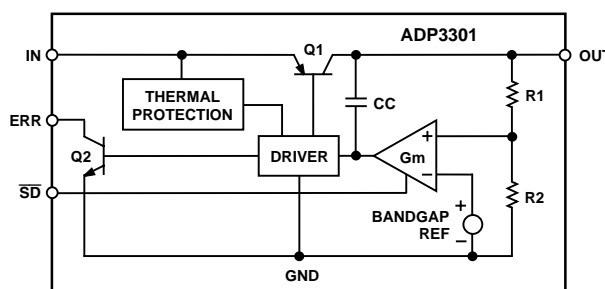 ADP3301
Q1
IN
OUT
THERMAL
PROTECTION
CC
R1
ERR
Q2
DRIVER
Gm
+
−
SD
R2
BANDGAP
REF
+
−
GND